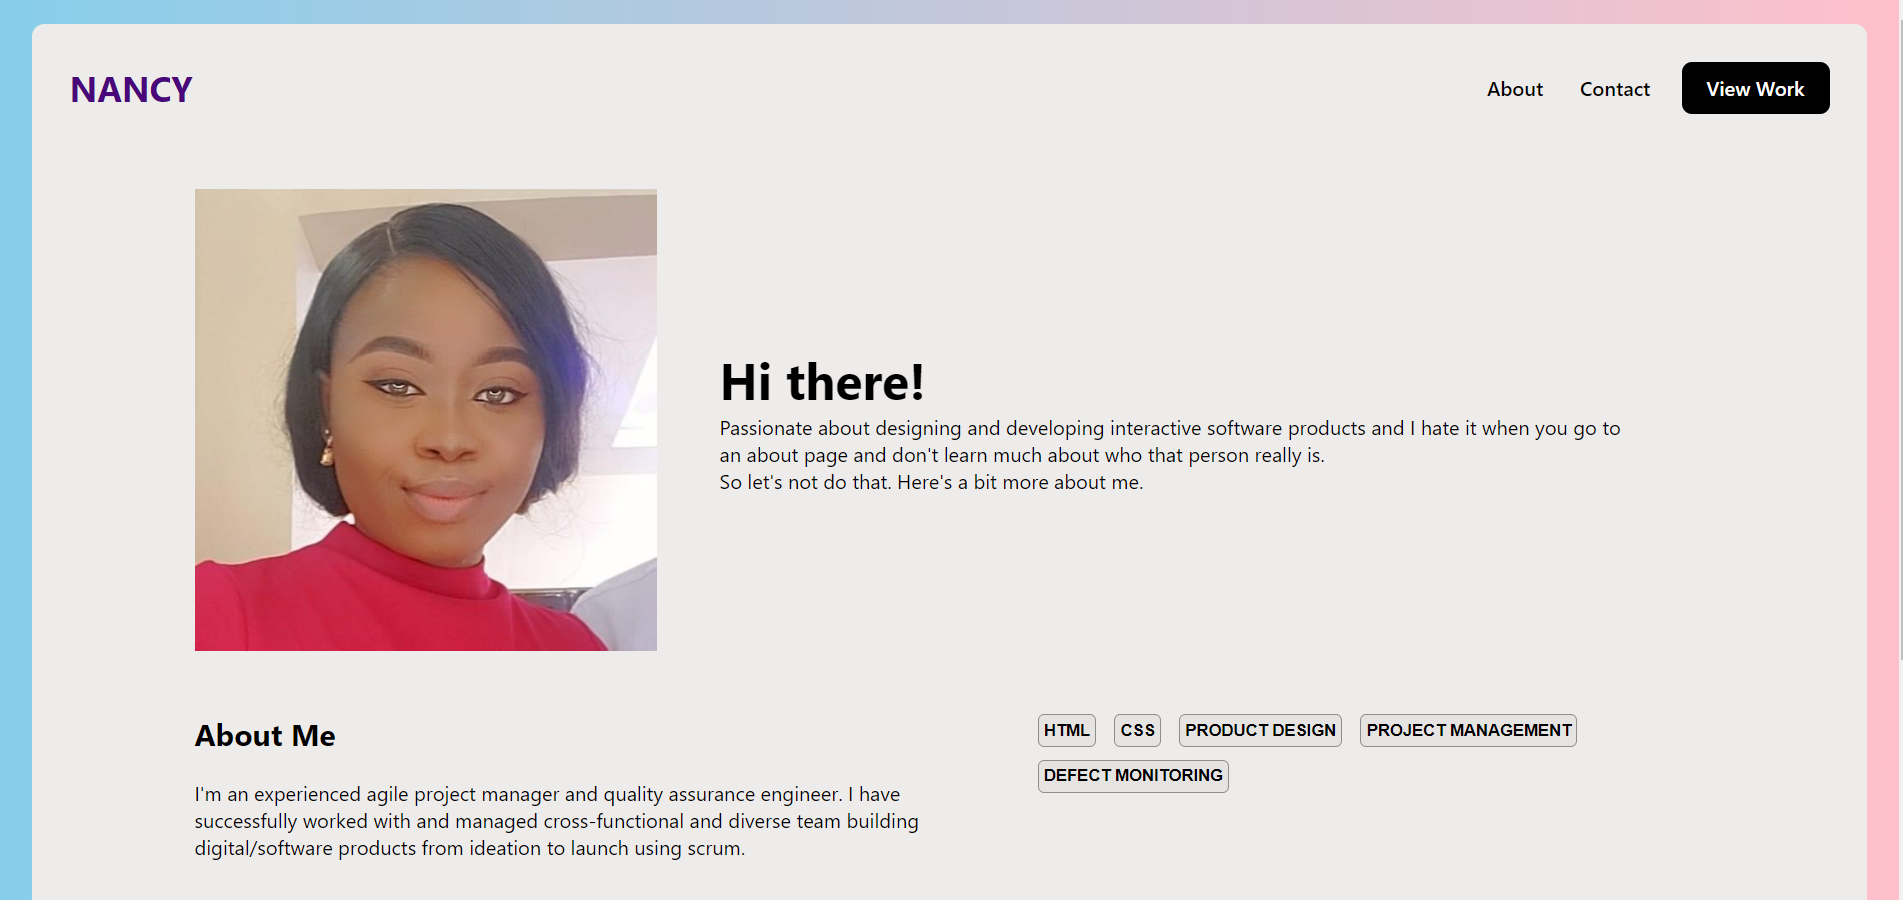 NANCY
About
Contact
View Work
Hi there!
Passionate about designing and developing interactive software products and I hate it when you go to
an about page and don't learn much about who that person really is.
So let's not do that. Here's a bit more about me.
About Me
I'm an experienced agile project manager and quality assurance engineer. I have
successfully worked with and managed cross-functional and diverse team building
digital/software products from ideation to launch using scrum.
HTML
CSS
PRODUCT DESIGN
PROJECT MANAGEMENT
DEFECT MONITORING